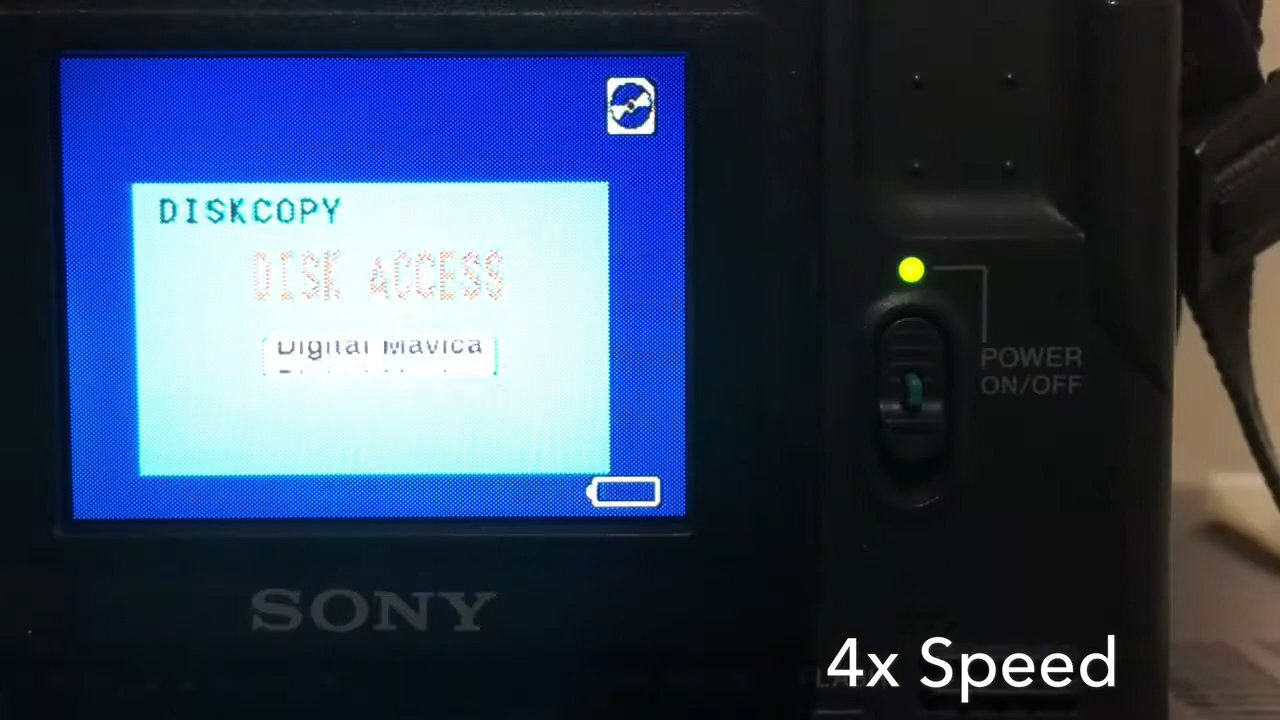 DISKCOPY
DISK ACCESS
Digital Mavica
POWER
ON/OFF
SONY
4x Speed